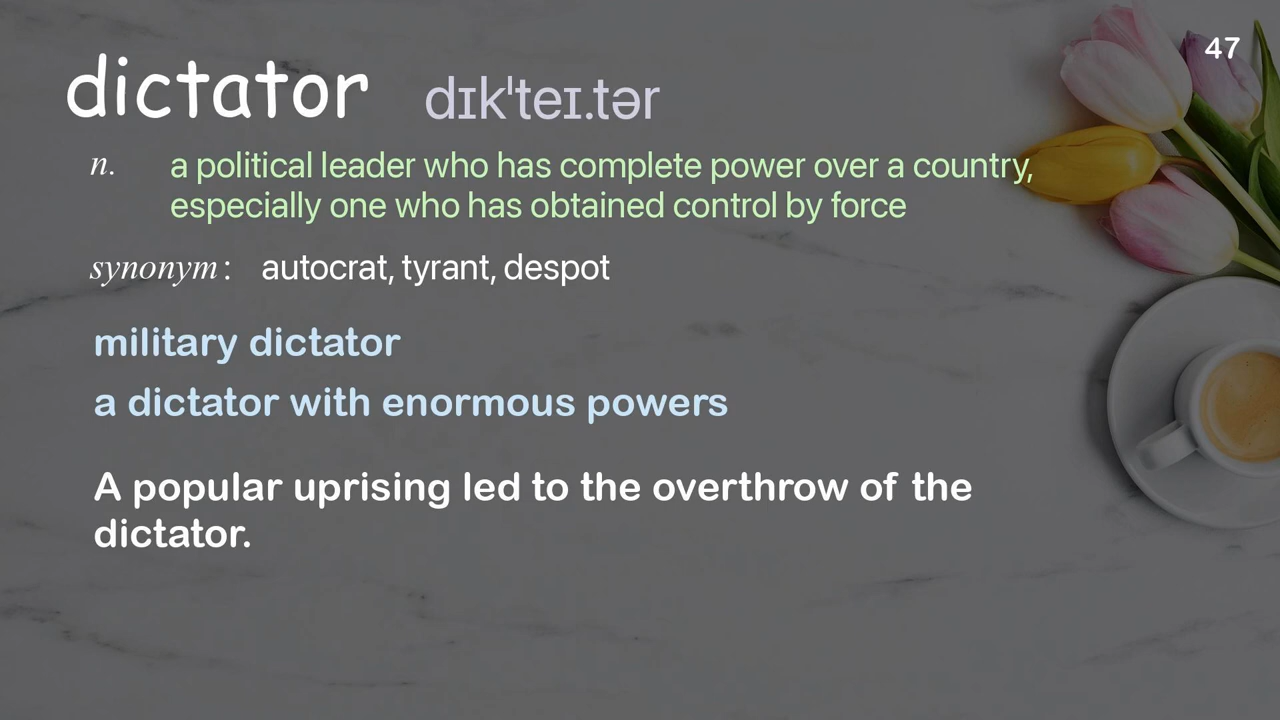 47
dictator dɪkˈteɪ.tər
n. a political leader who has complete power over a country,
especially one who has obtained control by force
synonym: autocrat, tyrant, despot
military dictator
a dictator with enormous powers
A popular uprising led to the overthrow of the
dictator.